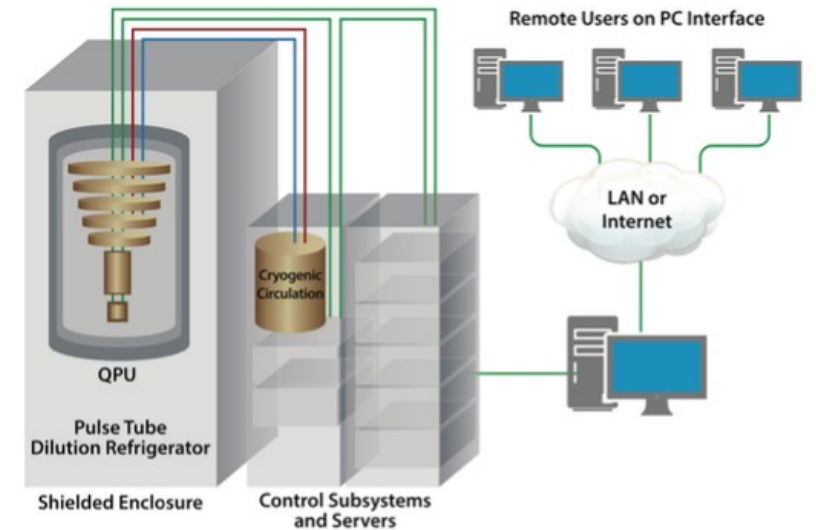 Remote Users on PC Interface
LAN or
Internet
Cryogenic
Circulation
QPU
Pulse Tube
Dilution Refrigerator
Shielded Enclosure
Control Subsystems
and Servers